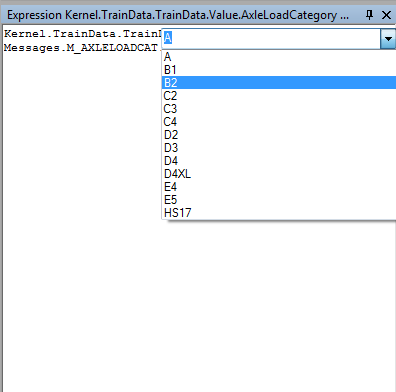 Expression Kernel.TrainData.TrainData.Value.AxleLoadCategory ...
Kernel.TrainData.Train
A
Messages.M_AXLELOADCAT
A
B1
B2
C2
C3
C4
D2
D3
D4
D4XL
E4
E5
HS17